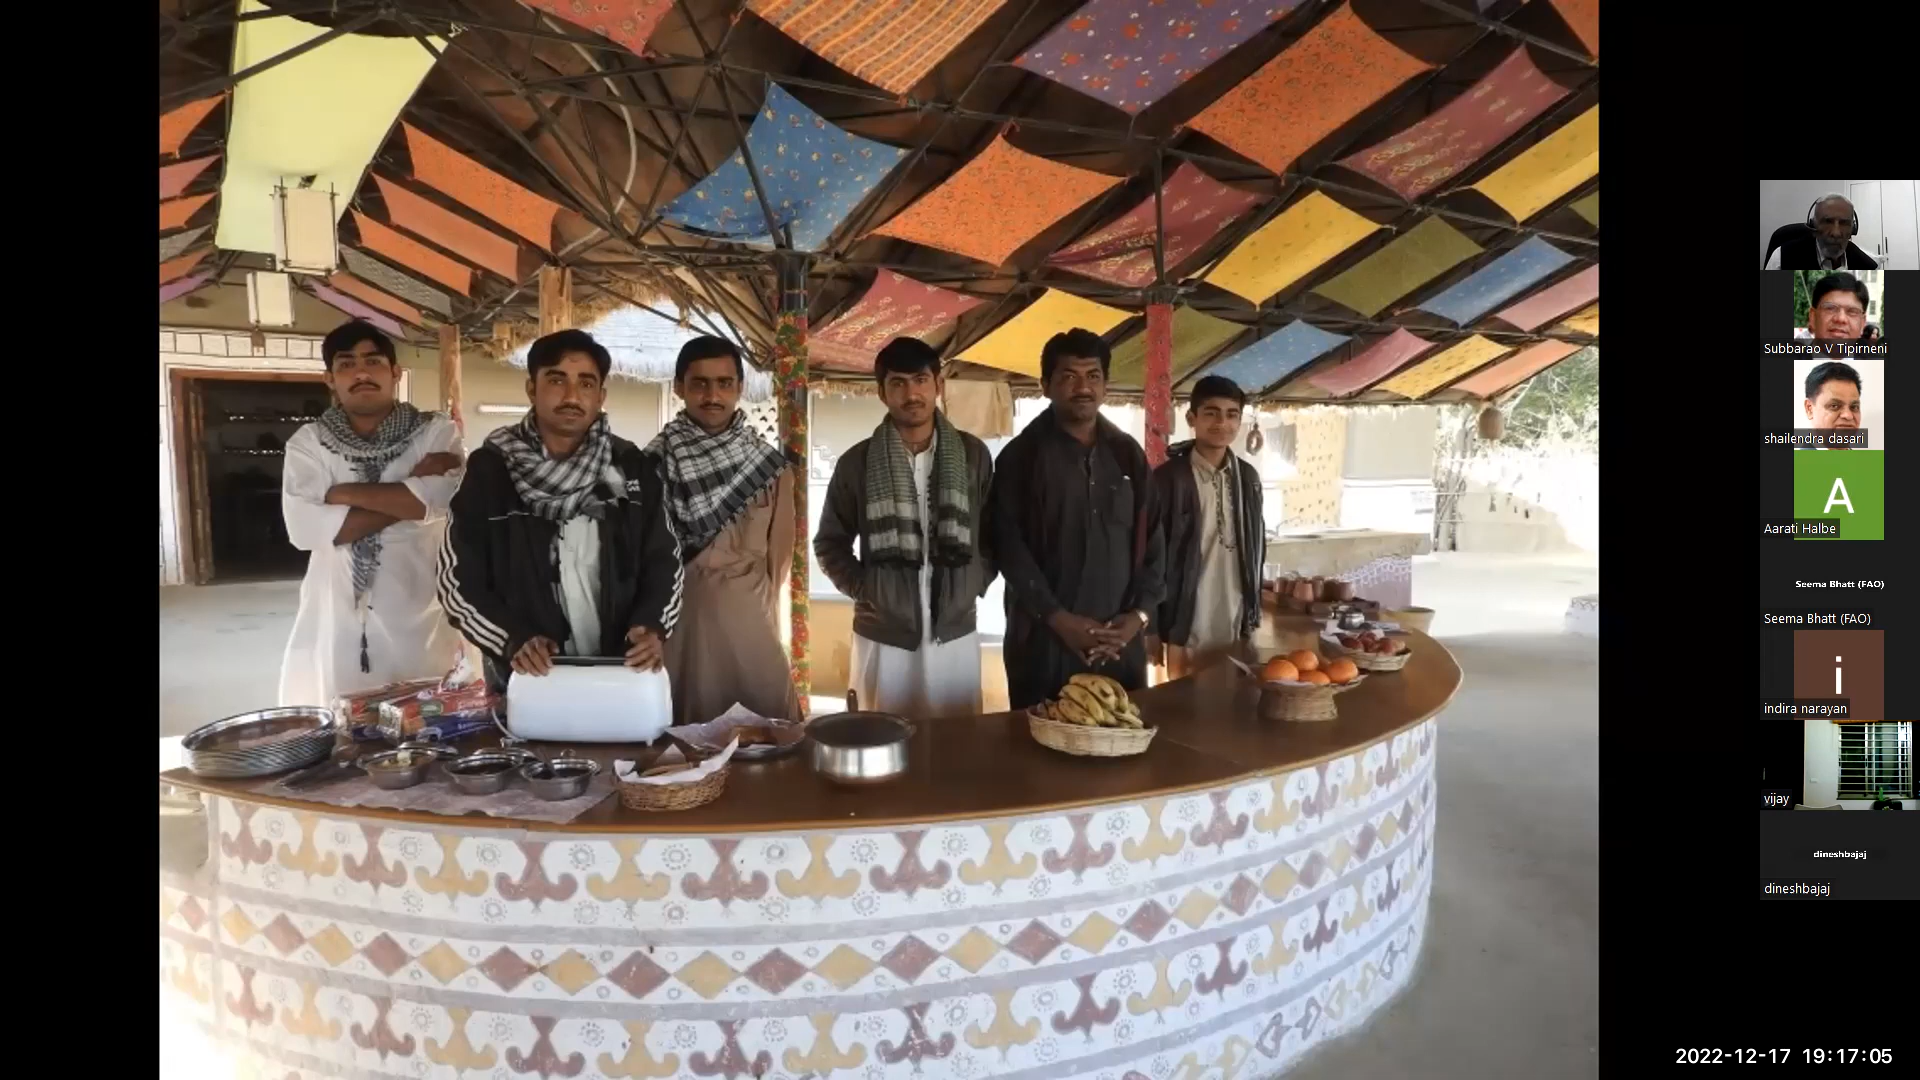 Subbarao V Tipirneni
shailendra dasari
A
Aarati Halbe
Seema Bhatt (FAO)
Seema Bhatt (FAO)
i
indira narayan
vijay
dineshbajaj
dineshbajaj
2022-12-17 19:17:05